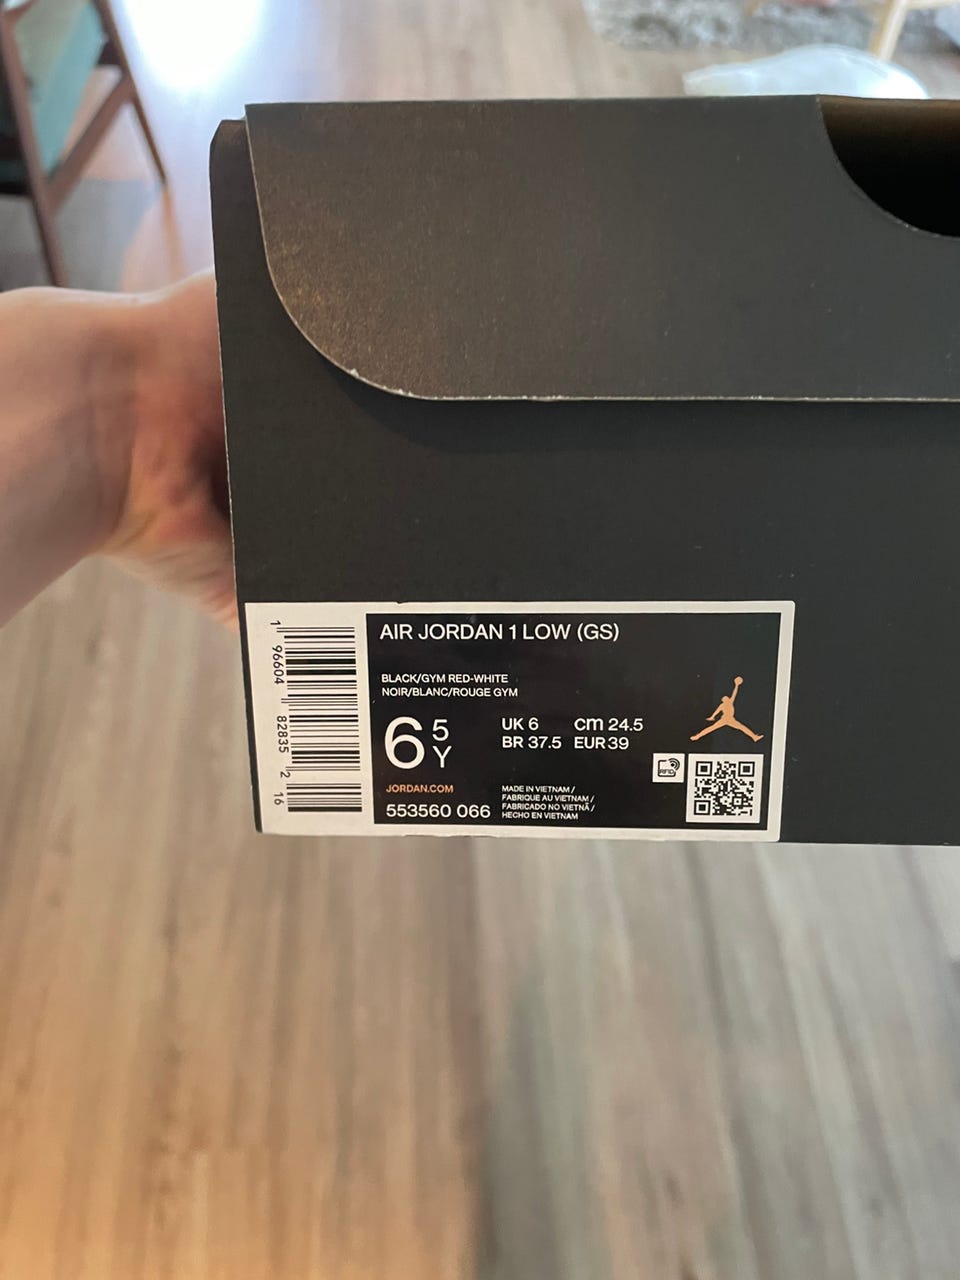 AIR JORDAN 1 LOW (GS)
BLACK/GYM RED-WHITE
NOIR/BLANC/ROUGE GYM
6 5 Y
UK 6 cm 24.5
BR 37.5 EUR 39
JORDAN.COM
553560 066
MADE IN VIETNAM /
FABRIQUE AU VIETNAM /
FABRICADO NO VIETNÃ /
HECHO EN VIETNAM
RFID
1 96604 82835 2 16